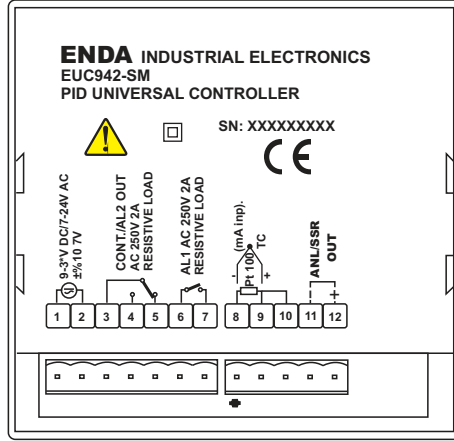 ENDA INDUSTRIAL ELECTRONICS
EUC942-SM
PID UNIVERSAL CONTROLLER
SN: XXXXXXXXX
CE
9-3ºV DC/7-24V AC
±%10 7V
CONT./AL2 OUT
AC 250V 2A
RESISTIVE LOAD
AL1 AC 250V 2A
RESISTIVE LOAD
- Pt 100 +
(mA inp).
TC
ANL/SSR
OUT
- +
1 2 3 4 5 6 7 8 9 10 11 12